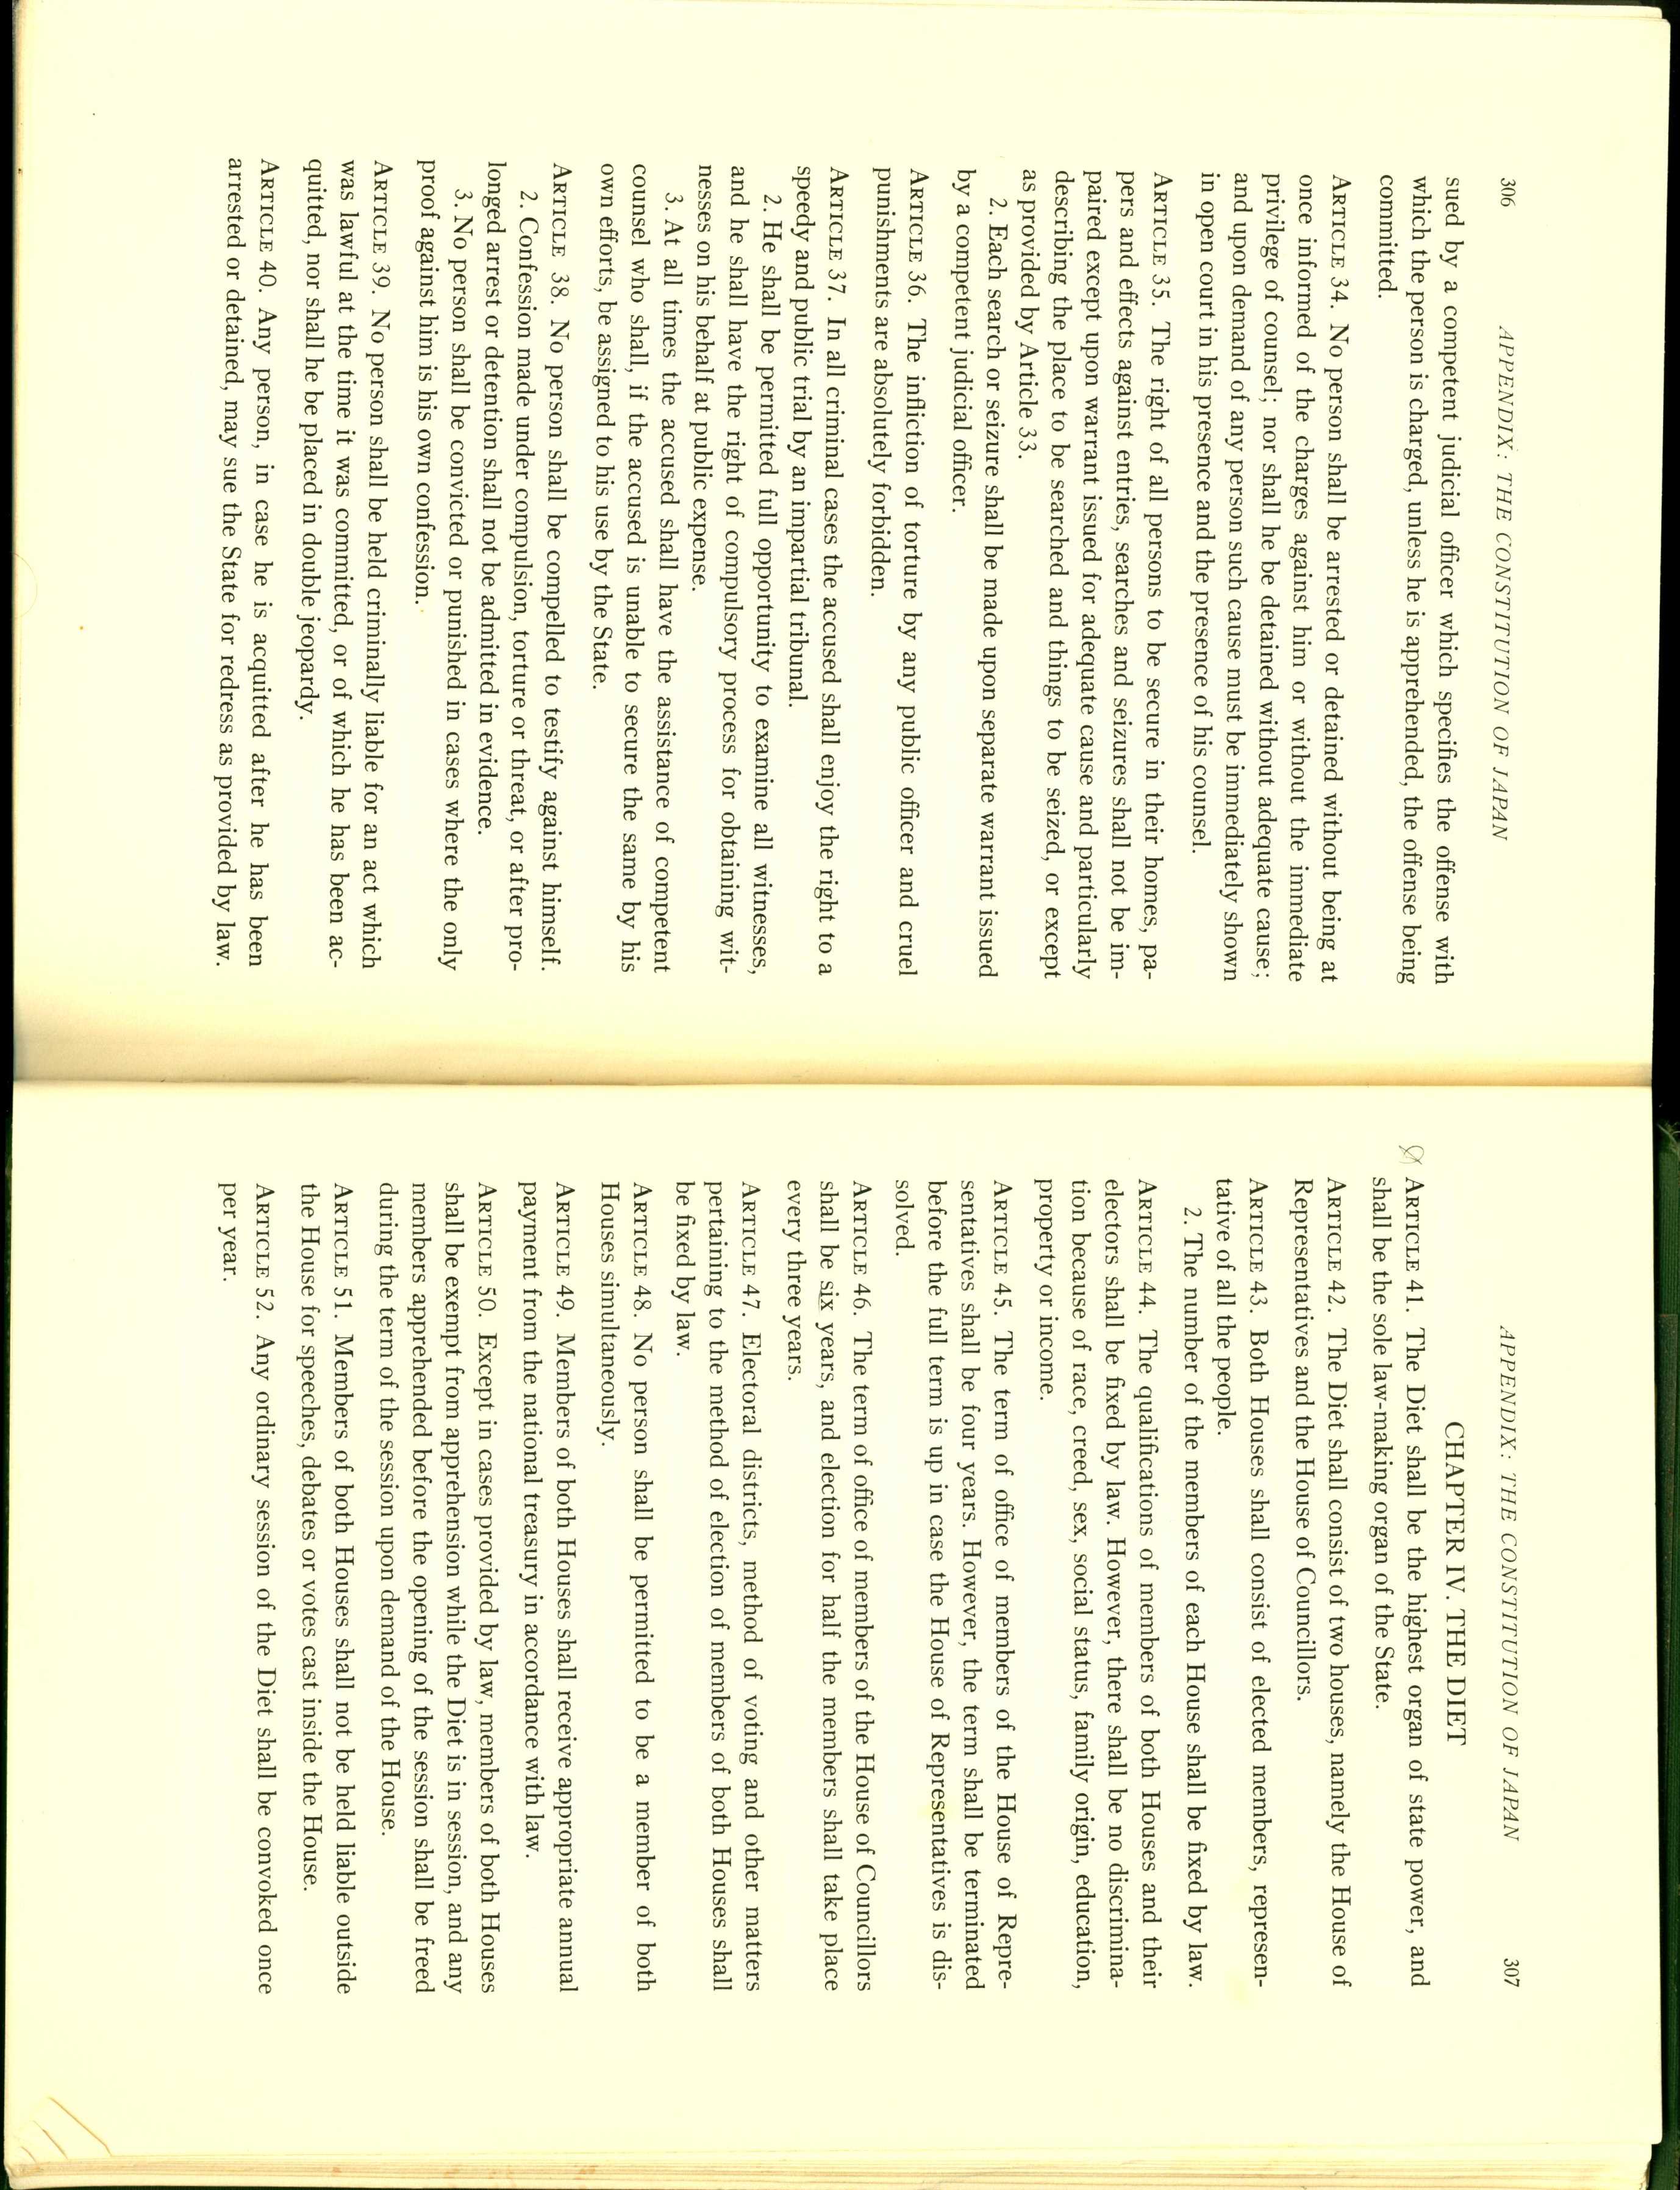 306 APPENDIX: THE CONSTITUTION OF JAPAN
sued by a competent judicial officer which specifies the offense with
which the person is charged, unless he is apprehended, the offense being
committed.
ARTICLE 34. No person shall be arrested or detained without being at
once informed of the charges against him or without the immediate
privilege of counsel; nor shall he be detained without adequate cause;
and upon demand of any person such cause must be immediately shown
in open court in his presence and the presence of his counsel.
ARTICLE 35. The right of all persons to be secure in their homes, pa-
pers and effects against entries, searches and seizures shall not be im-
paired except upon warrant issued for adequate cause and particularly
describing the place to be searched and things to be seized, or except
as provided by Article 33.
2. Each search or seizure shall be made upon separate warrant issued
by a competent judicial officer.
ARTICLE 36. The infliction of torture by any public officer and cruel
punishments are absolutely forbidden.
ARTICLE 37. In all criminal cases the accused shall enjoy the right to a
speedy and public trial by an impartial tribunal.
2. He shall be permitted full opportunity to examine all witnesses,
and he shall have the right of compulsory process for obtaining wit-
nesses on his behalf at public expense.
3. At all times the accused shall have the assistance of competent
counsel who shall, if the accused is unable to secure the same by his
own efforts, be assigned to his use by the State.
ARTICLE 38. No person shall be compelled to testify against himself.
2. Confession made under compulsion, torture or threat, or after pro-
longed arrest or detention shall not be admitted in evidence.
3. No person shall be convicted or punished in cases where the only
proof against him is his own confession.
ARTICLE 39. No person shall be held criminally liable for an act which
was lawful at the time it was committed, or of which he has been ac-
quitted, nor shall he be placed in double jeopardy.
ARTICLE 40. Any person, in case he is acquitted after he has been
arrested or detained, may sue the State for redress as provided by law.
APPENDIX: THE CONSTITUTION OF JAPAN 307
CHAPTER IV. THE DIET
ARTICLE 41. The Diet shall be the highest organ of state power, and
shall be the sole law-making organ of the State.
ARTICLE 42. The Diet shall consist of two houses, namely the House of
Representatives and the House of Councillors.
ARTICLE 43. Both Houses shall consist of elected members, represen-
tative of all the people.
2. The number of the members of each House shall be fixed by law.
ARTICLE 44. The qualifications of members of both Houses and their
electors shall be fixed by law. However, there shall be no discrimina-
tion because of race, creed, sex, social status, family origin, education,
property or income.
ARTICLE 45. The term of office of members of the House of Repre-
sentatives shall be four years. However, the term shall be terminated
before the full term is up in case the House of Representatives is dis-
solved.
ARTICLE 46. The term of office of members of the House of Councillors
shall be six years, and election for half the members shall take place
every three years.
ARTICLE 47. Electoral districts, method of voting and other matters
pertaining to the method of election of members of both Houses shall
be fixed by law.
ARTICLE 48. No person shall be permitted to be a member of both
Houses simultaneously.
ARTICLE 49. Members of both Houses shall receive appropriate annual
payment from the national treasury in accordance with law.
ARTICLE 50. Except in cases provided by law, members of both Houses
shall be exempt from apprehension while the Diet is in session, and any
members apprehended before the opening of the session shall be freed
during the term of the session upon demand of the House.
ARTICLE 51. Members of both Houses shall not be held liable outside
the House for speeches, debates or votes cast inside the House.
ARTICLE 52. Any ordinary session of the Diet shall be convoked once
per year.